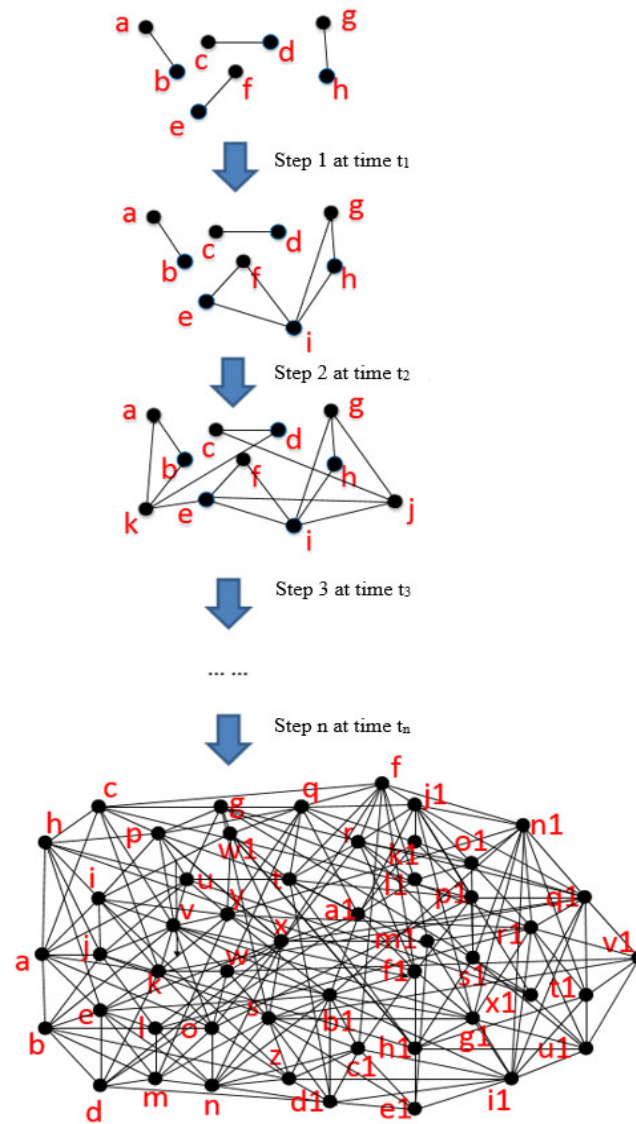 a
g
c
d
b
f
h
e
Step 1 at time t₁
a
g
c
d
b
f
h
e
i
Step 2 at time t₂
a
g
c
d
b
f
h
k
e
i
j
Step 3 at time t₃
... ...
Step n at time tₙ
f
c
g
q
j1
h
p
w1
r
k1
o1
n1
i
u
t
l1
p1
q1
v
y
a1
a
j
x
m1
r1
v1
k
w
f1
s1
e
s
b1
x1
t1
b
l
o
g1
z
c1
h1
u1
d
m
n
d1
e1
i1